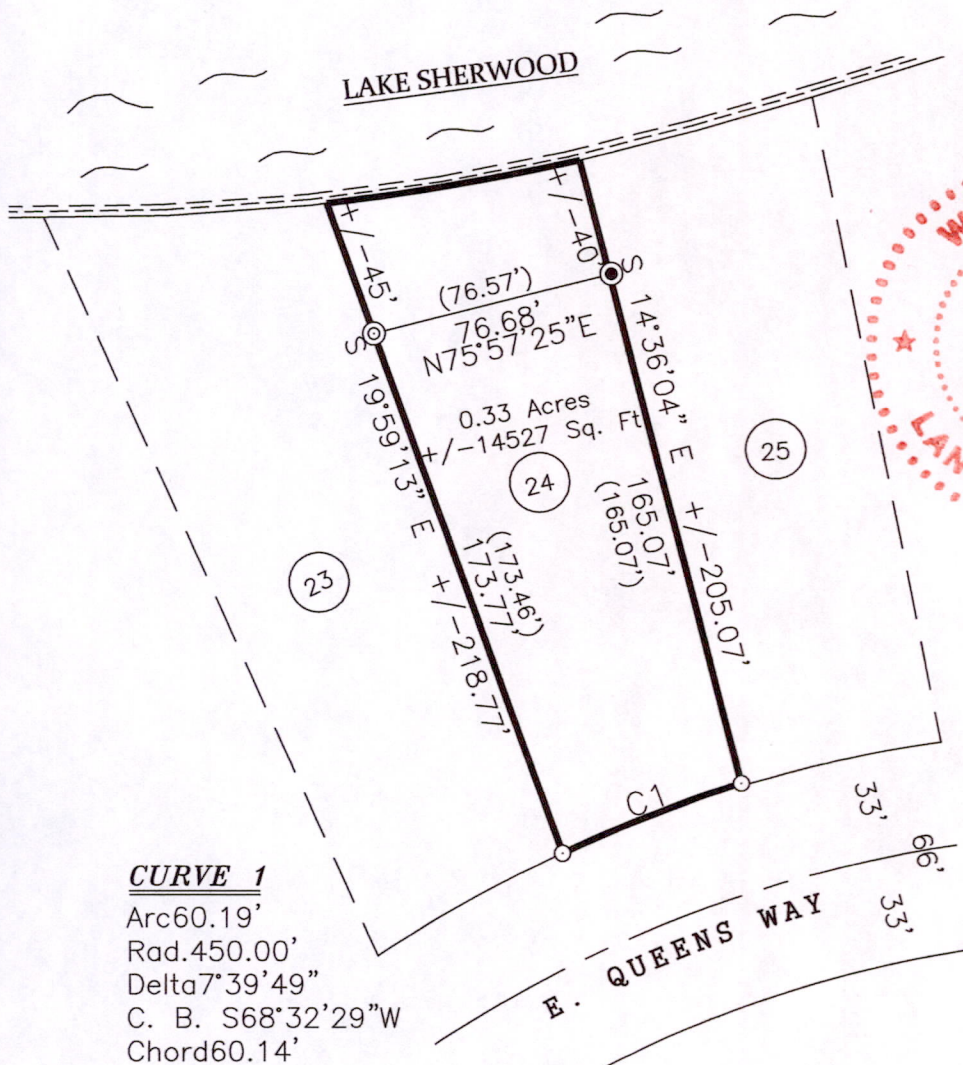 LAKE SHERWOOD
+/-45'
+/-40'
(76.57')
76.68'
N75°57'25"E
S 19°59'13" E +/-218.77'
S 14°36'04" E +/-205.07'
0.33 Acres
+/-14527 Sq. Ft
24
25
23
(173.46')
173.77'
165.07'
(165.07')
C1
33'
66'
33'
E. QUEENS WAY
CURVE 1
Arc60.19'
Rad.450.00'
Delta7°39'49"
C. B. S68°32'29"W
Chord60.14'